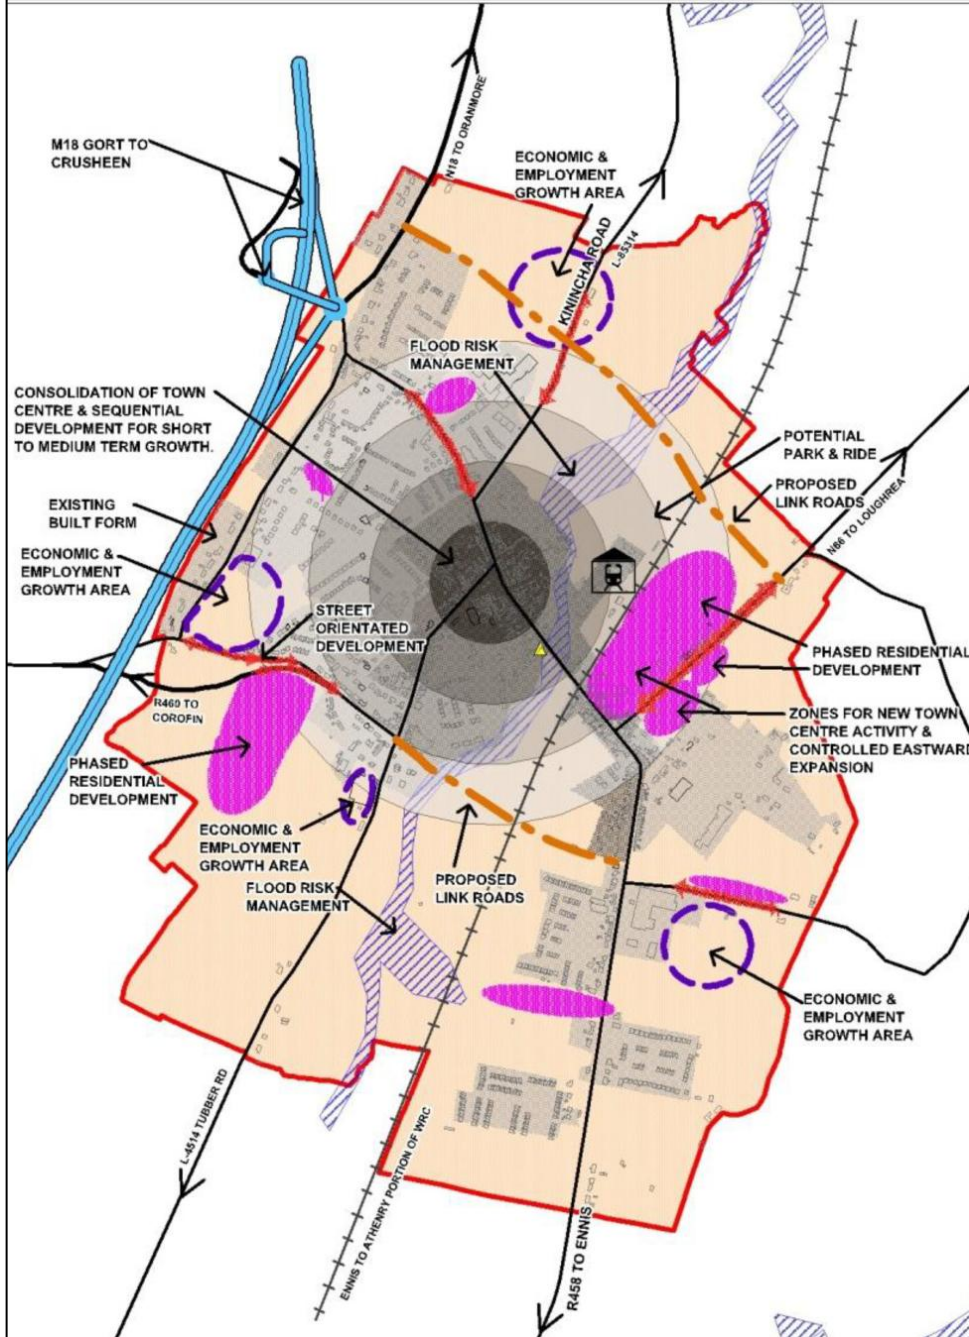 M18 GORT TO
CRUSHEEN
N18 TO ORANMORE
ECONOMIC &
EMPLOYMENT
GROWTH AREA
KININCHA ROAD
L-85314
FLOOD RISK
MANAGEMENT
CONSOLIDATION OF TOWN
CENTRE & SEQUENTIAL
DEVELOPMENT FOR SHORT
TO MEDIUM TERM GROWTH.
POTENTIAL
PARK & RIDE
PROPOSED
LINK ROADS
N66 TO LOUGHREA
EXISTING
BUILT FORM
ECONOMIC &
EMPLOYMENT
GROWTH AREA
STREET
ORIENTATED
DEVELOPMENT
PHASED RESIDENTIAL
DEVELOPMENT
R460 TO
COROFIN
ZONES FOR NEW TOWN
CENTRE ACTIVITY &
CONTROLLED EASTWARD
EXPANSION
PHASED
RESIDENTIAL
DEVELOPMENT
ECONOMIC &
EMPLOYMENT
GROWTH AREA
FLOOD RISK
MANAGEMENT
PROPOSED
LINK ROADS
ECONOMIC &
EMPLOYMENT
GROWTH AREA
L-4514 TUBBER RD
ENNIS TO ATHENRY PORTION OF WRC
R458 TO ENNIS